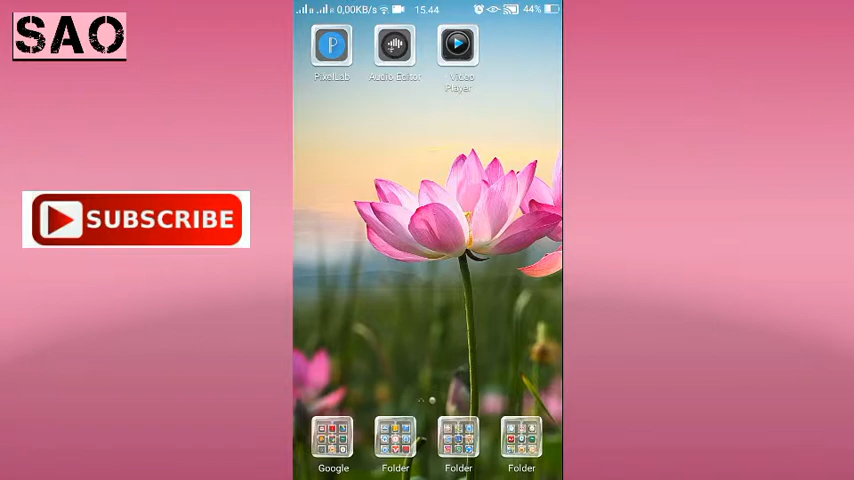 SAO
0,00KB/s 15.44 44%
PixelLab Audio Editor Video
Player
SUBSCRIBE
Google Folder Folder Folder